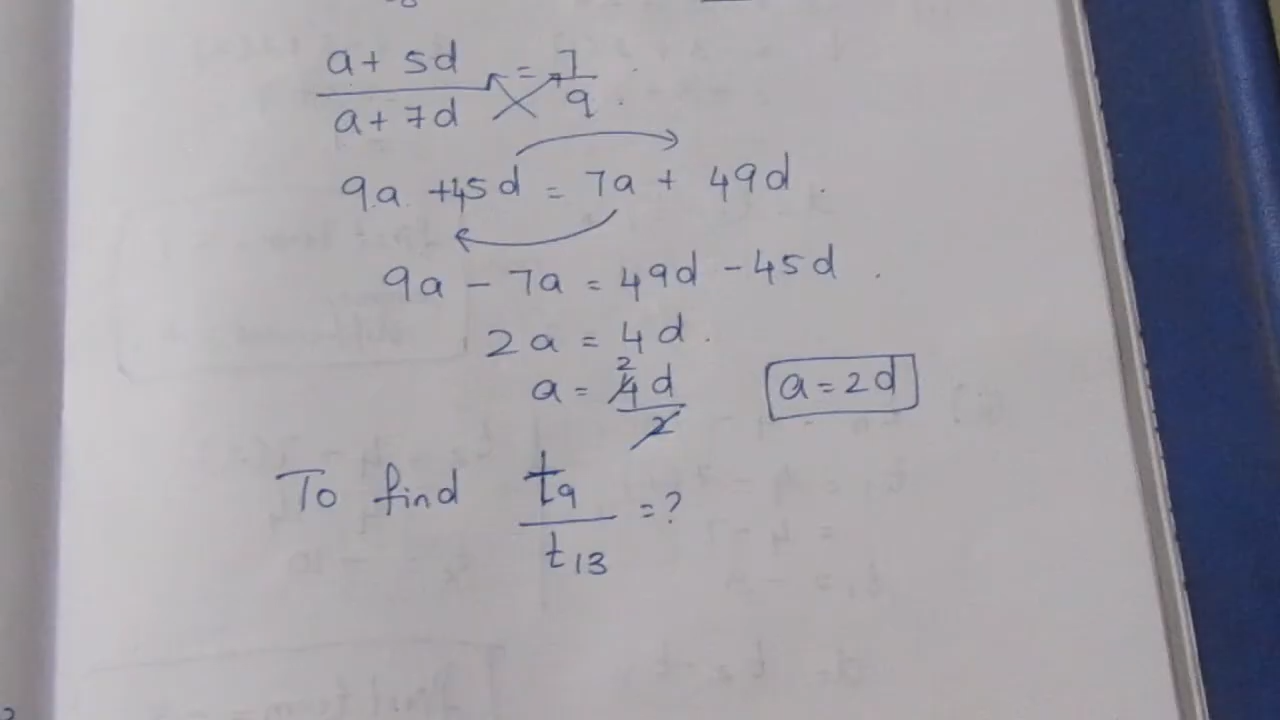 a + 5d / a + 7d = 7 / 9
9a + 45d = 7a + 49d.
9a - 7a = 49d - 45d.
2a = 4d.
a = 4d / 2 2 a = 2d
To find t9 / t13 = ?